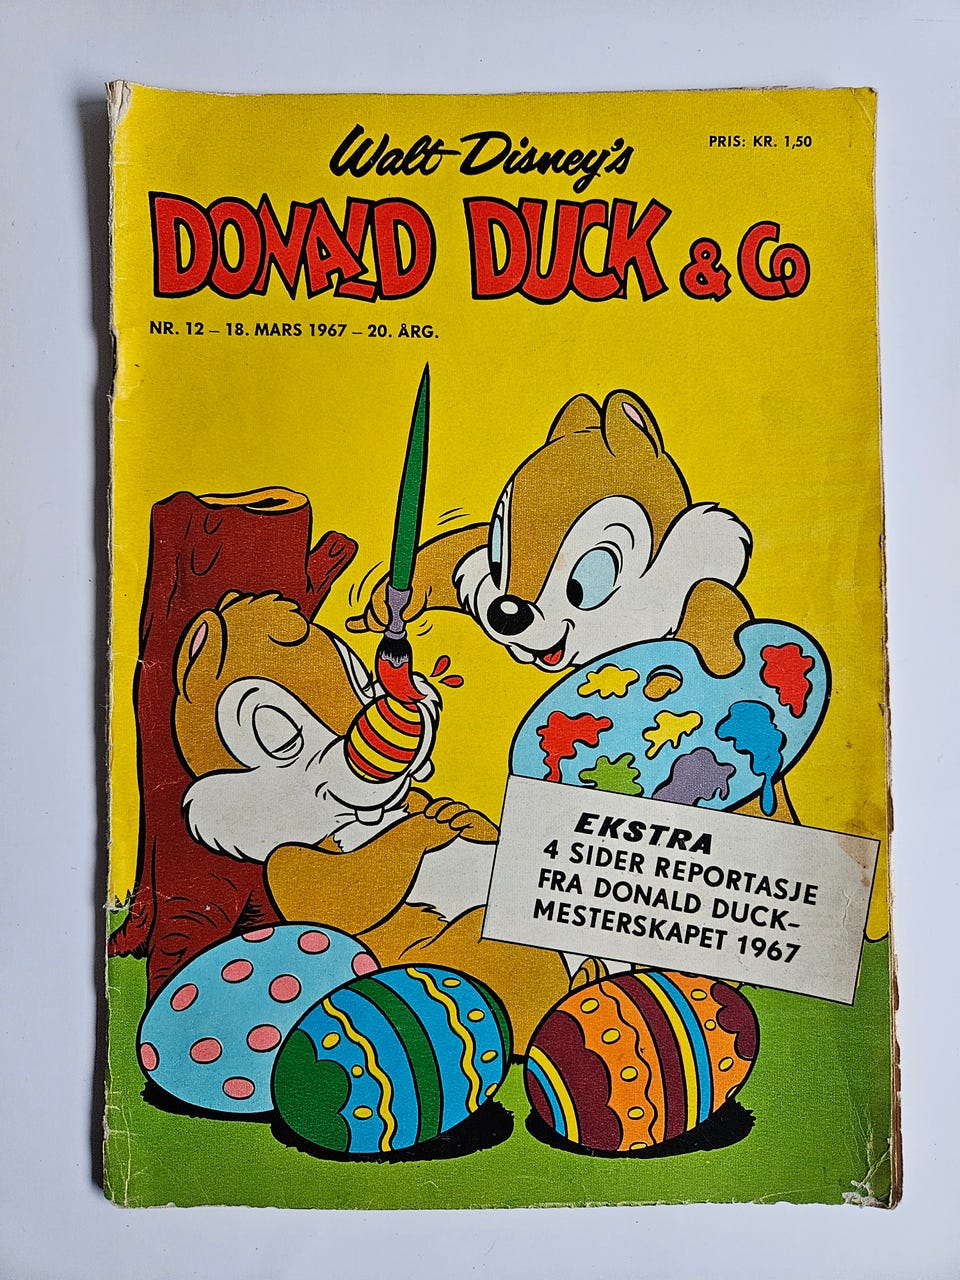 Walt Disney's
PRIS: KR. 1,50
DONALD DUCK & Co
NR. 12 – 18. MARS 1967 – 20. ÅRG.
EKSTRA
4 SIDER REPORTASJE
FRA DONALD DUCK-
MESTERSKAPET 1967